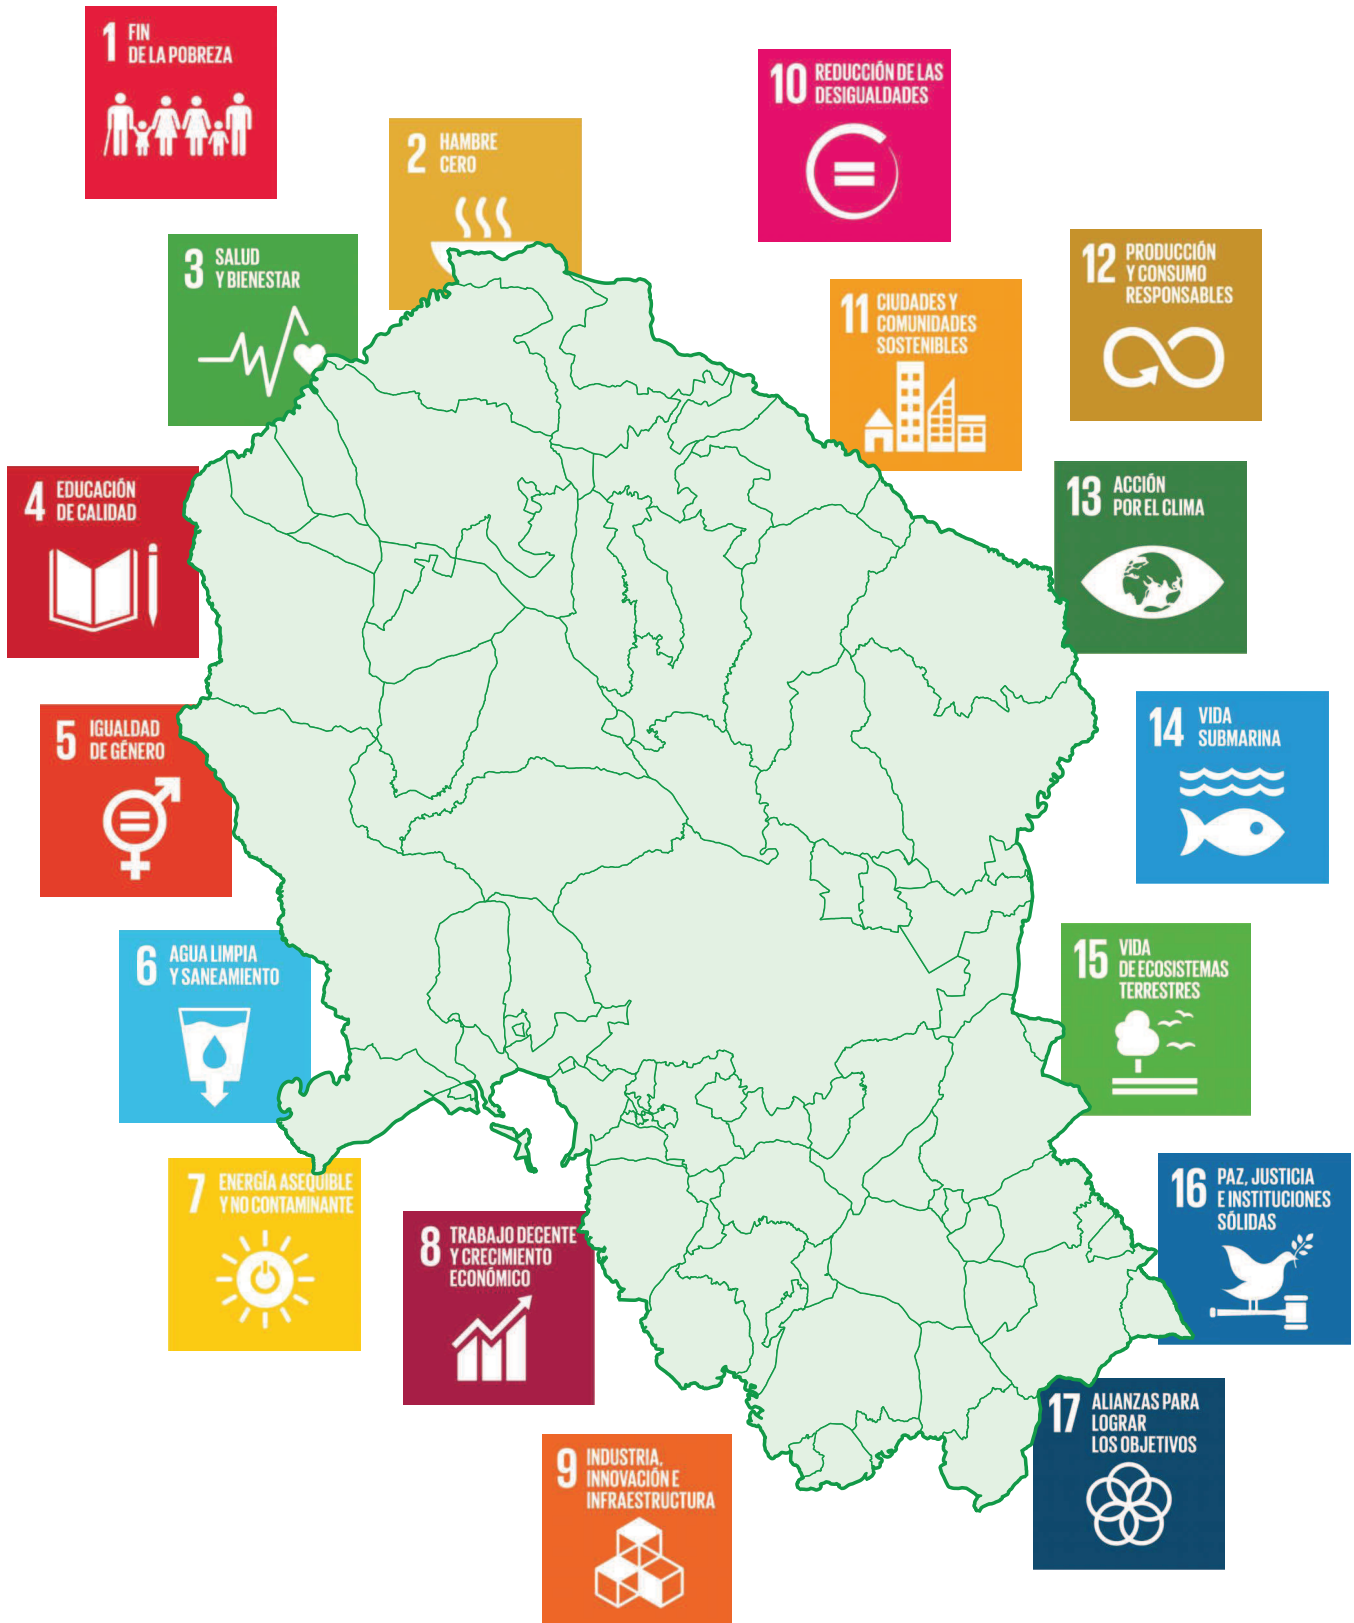 1 FIN
DE LA POBREZA
2 HAMBRE
CERO
3 SALUD
Y BIENESTAR
4 EDUCACIÓN
DE CALIDAD
5 IGUALDAD
DE GÉNERO
6 AGUA LIMPIA
Y SANEAMIENTO
7 ENERGÍA ASEQUIBLE
Y NO CONTAMINANTE
8 TRABAJO DECENTE
Y CRECIMIENTO
ECONÓMICO
9 INDUSTRIA,
INNOVACIÓN E
INFRAESTRUCTURA
10 REDUCCIÓN DE LAS
DESIGUALDADES
11 CIUDADES Y
COMUNIDADES
SOSTENIBLES
12 PRODUCCIÓN
Y CONSUMO
RESPONSABLES
13 ACCIÓN
POR EL CLIMA
14 VIDA
SUBMARINA
15 VIDA
DE ECOSISTEMAS
TERRESTRES
16 PAZ, JUSTICIA
E INSTITUCIONES
SÓLIDAS
17 ALIANZAS PARA
LOGRAR
LOS OBJETIVOS